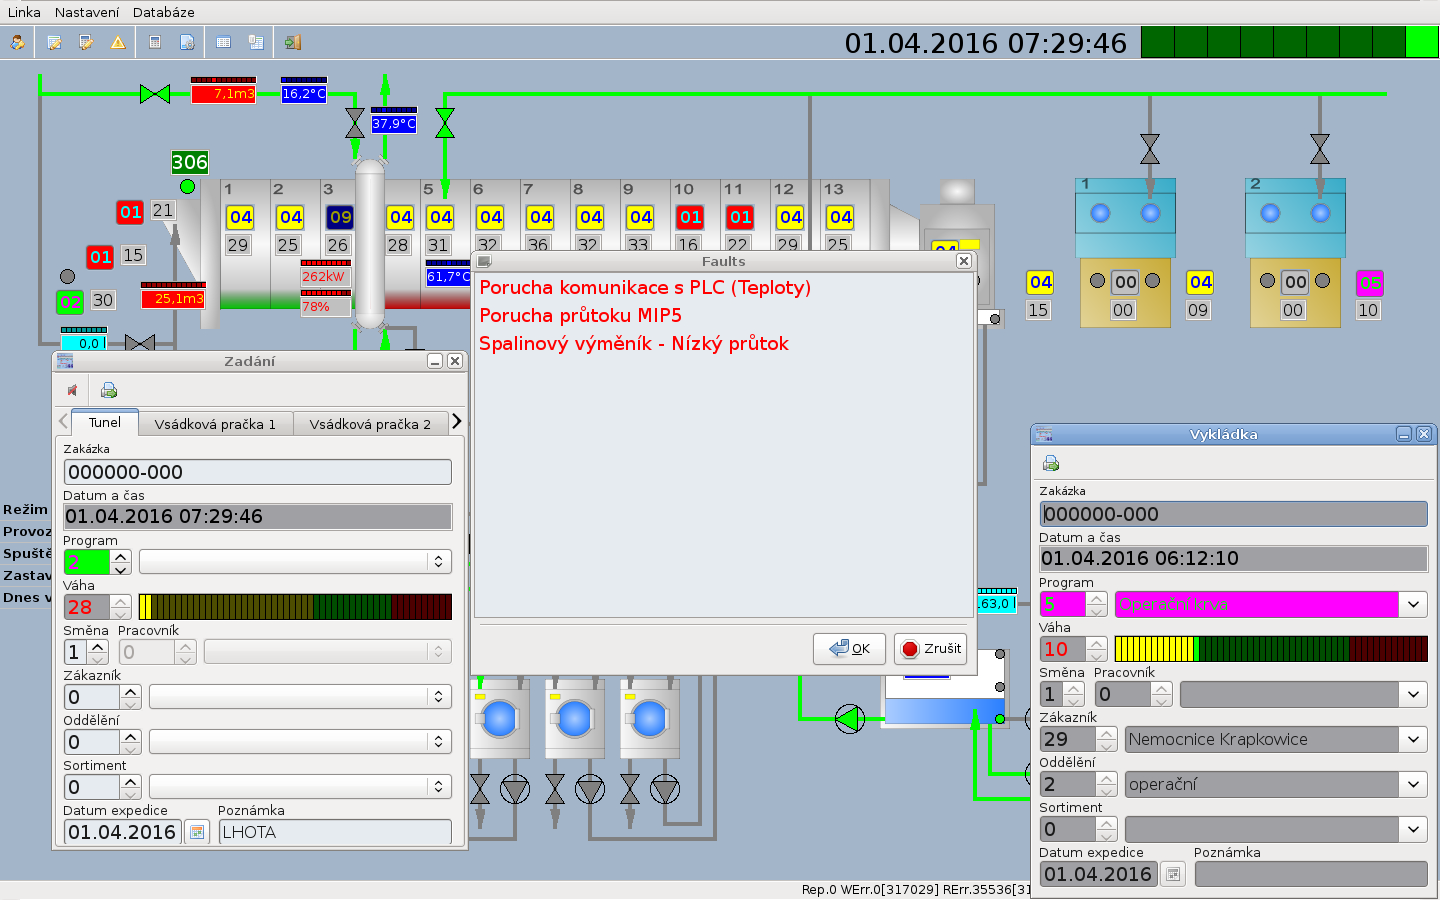 Linka Nastavení Databáze
01.04.2016 07:29:46
7,1m3 16,2°C
37,9°C
306
1 2 3 5 6 7 8 9 10 11 12 13 1 2
01 21 04 04 09 04 04 04 04 04 04 01 01 04 04
29 25 26 28 31 32 36 32 33 16 22 29 25
01 15
262kW 61,7°C
02 30 25,1m3 78%
04 00 04 00 05
15 00 09 00 10
0,0 l
Faults
Porucha komunikace s PLC (Teploty)
Porucha průtoku MIP5
Spalinový výměník - Nízký průtok
OK Zrušit
Zadání
Tunel Vsádková pračka 1 Vsádková pračka 2
Zakázka
000000-000
Datum a čas
01.04.2016 07:29:46
Program
2
Váha
28
Směna Pracovník
1 0
Zákazník
0
Oddělení
0
Sortiment
0
Datum expedice Poznámka
01.04.2016 LHOTA
Režim
Provoz
Spuště
Zastav
Dnes v
63,0 l
Vykládka
Zakázka
000000-000
Datum a čas
01.04.2016 06:12:10
Program
5 Operační krva
Váha
10
Směna Pracovník
1 0
Zákazník
29 Nemocnice Krapkowice
Oddělení
2 operační
Sortiment
0
Datum expedice Poznámka
01.04.2016
Rep.0 WErr.0[317029] RErr.35536[31